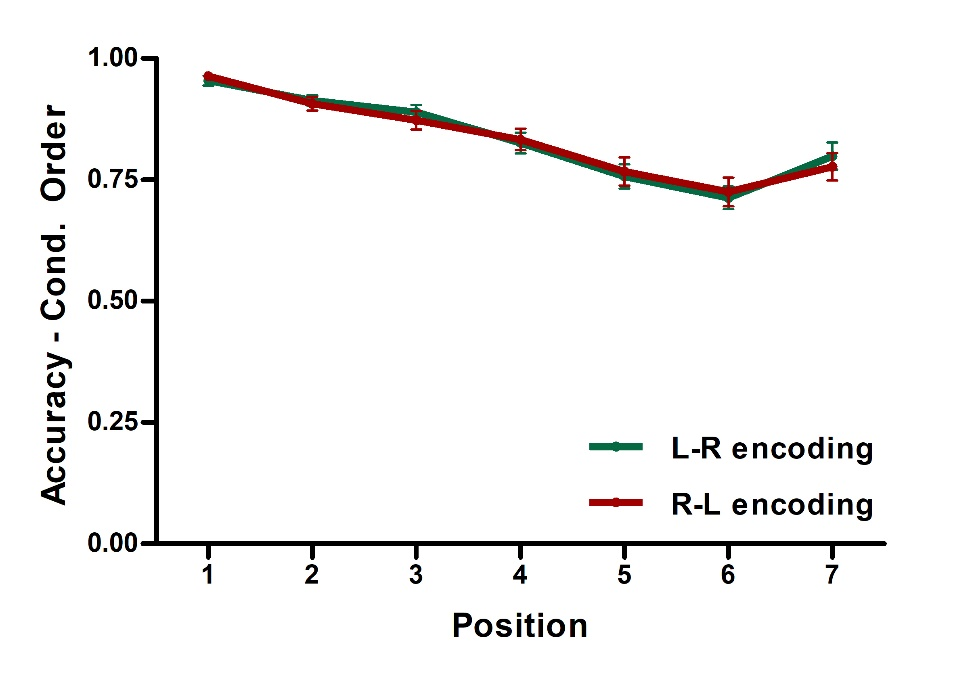 Accuracy - Cond. Order
1.00
0.75
0.50
0.25
0.00
L-R encoding
R-L encoding
1 2 3 4 5 6 7
Position